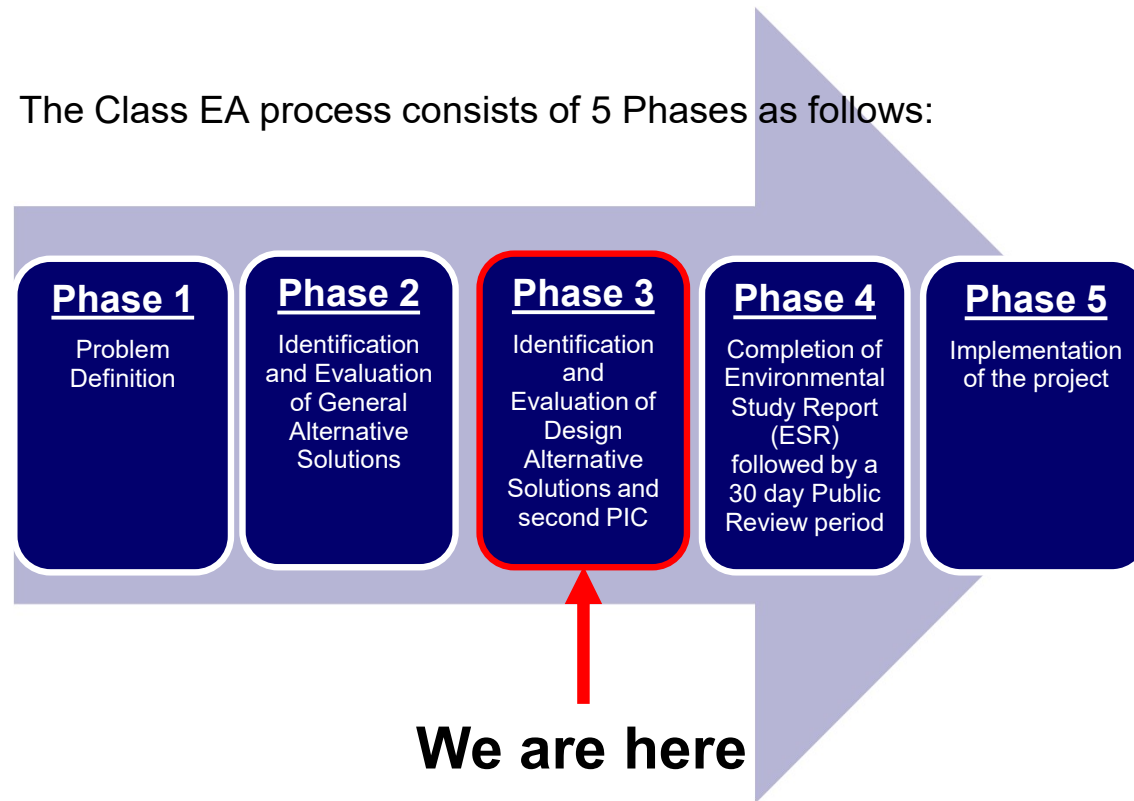 The Class EA process consists of 5 Phases as follows:
Phase 1
Problem
Definition
Phase 2
Identification
and Evaluation
of General
Alternative
Solutions
Phase 3
Identification
and
Evaluation of
Design
Alternative
Solutions and
second PIC
Phase 4
Completion of
Environmental
Study Report
(ESR)
followed by a
30 day Public
Review period
Phase 5
Implementation
of the project
We are here